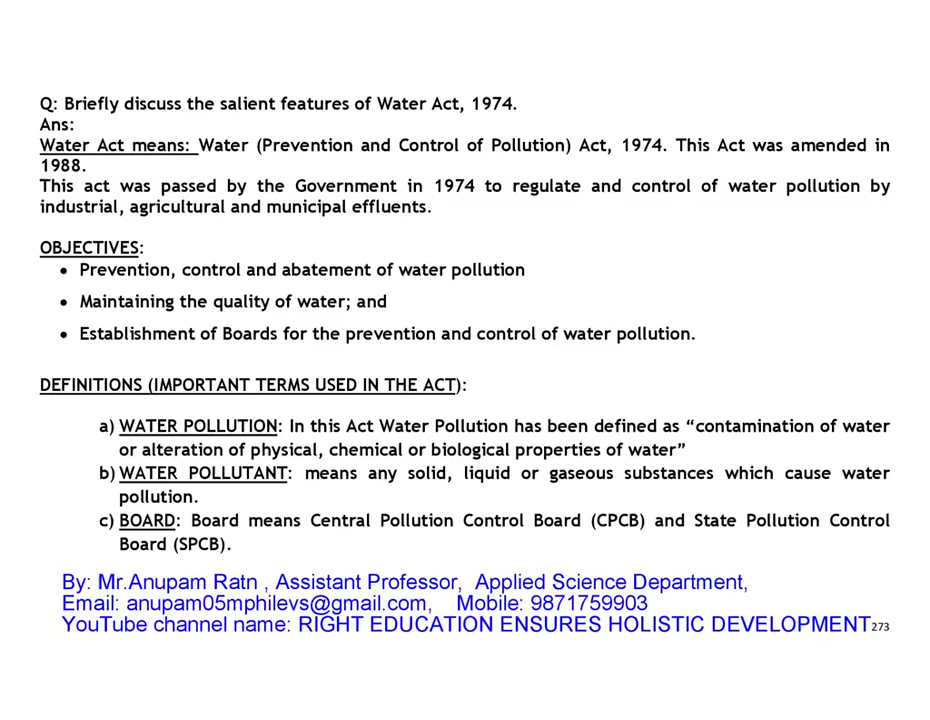 Q: Briefly discuss the salient features of Water Act, 1974.
Ans:
Water Act means: Water (Prevention and Control of Pollution) Act, 1974. This Act was amended in
1988.
This act was passed by the Government in 1974 to regulate and control of water pollution by
industrial, agricultural and municipal effluents.
OBJECTIVES:
• Prevention, control and abatement of water pollution
• Maintaining the quality of water; and
• Establishment of Boards for the prevention and control of water pollution.
DEFINITIONS (IMPORTANT TERMS USED IN THE ACT):
a) WATER POLLUTION: In this Act Water Pollution has been defined as “contamination of water
or alteration of physical, chemical or biological properties of water”
b) WATER POLLUTANT: means any solid, liquid or gaseous substances which cause water
pollution.
c) BOARD: Board means Central Pollution Control Board (CPCB) and State Pollution Control
Board (SPCB).
By: Mr.Anupam Ratn , Assistant Professor, Applied Science Department,
Email: anupam05mphilevs@gmail.com, Mobile: 9871759903
YouTube channel name: RIGHT EDUCATION ENSURES HOLISTIC DEVELOPMENT 273